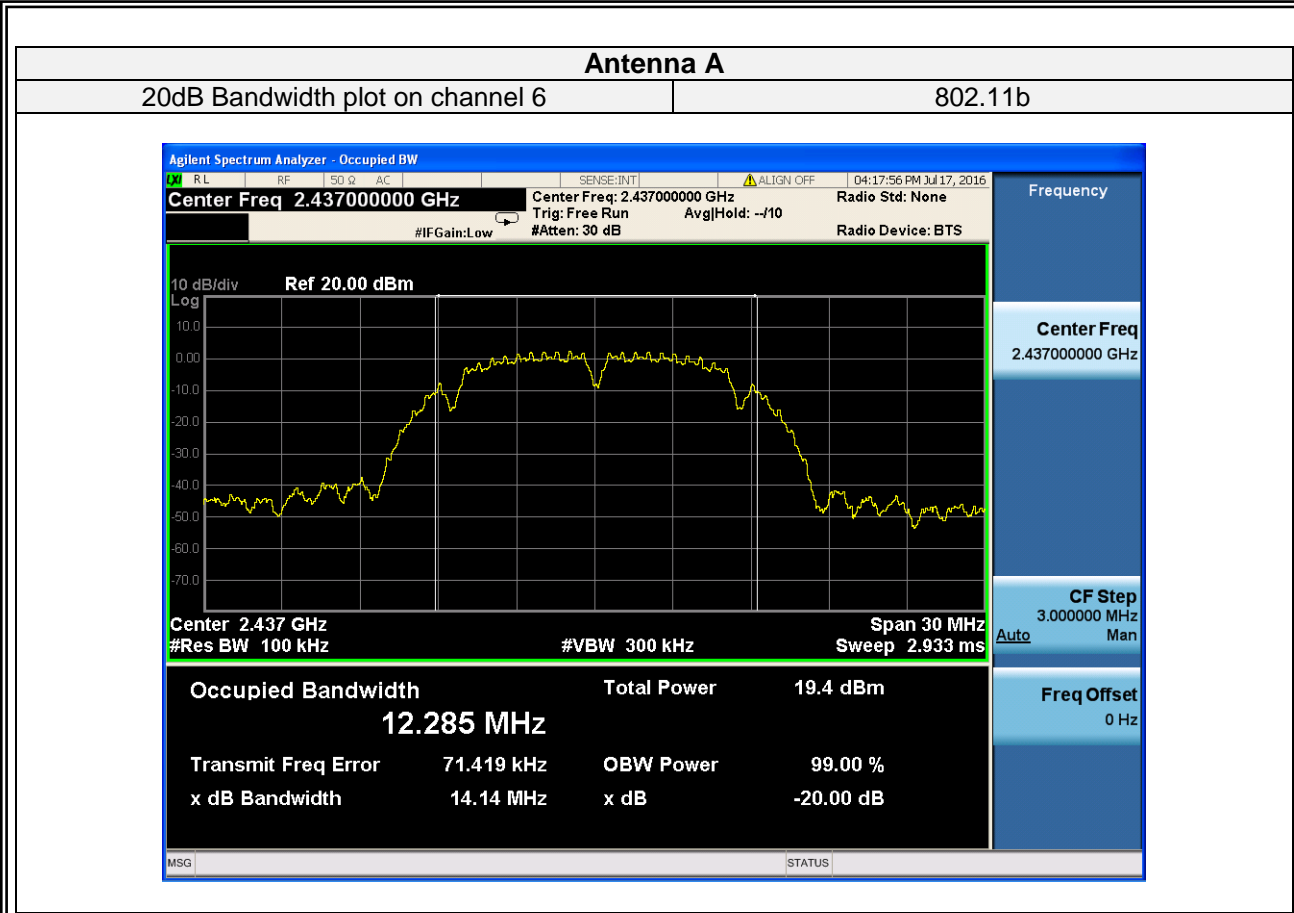 Antenna A
20dB Bandwidth plot on channel 6 802.11b
Agilent Spectrum Analyzer - Occupied BW
LXI RL RF 50 Ω AC SENSE:INT ALIGN OFF 04:17:56 PM Jul 17, 2016
Center Freq 2.437000000 GHz Center Freq: 2.437000000 GHz Radio Std: None
Trig: Free Run Avg|Hold: --/10
#IFGain:Low #Atten: 30 dB Radio Device: BTS
Frequency
10 dB/div Ref 20.00 dBm
Log
10.0
0.00
-10.0
-20.0
-30.0
-40.0
-50.0
-60.0
-70.0
Center 2.437 GHz Span 30 MHz
#Res BW 100 kHz #VBW 300 kHz Sweep 2.933 ms
Center Freq
2.437000000 GHz
CF Step
3.000000 MHz
Auto Man
Freq Offset
0 Hz
Occupied Bandwidth Total Power 19.4 dBm
12.285 MHz
Transmit Freq Error 71.419 kHz OBW Power 99.00 %
x dB Bandwidth 14.14 MHz x dB -20.00 dB
MSG STATUS